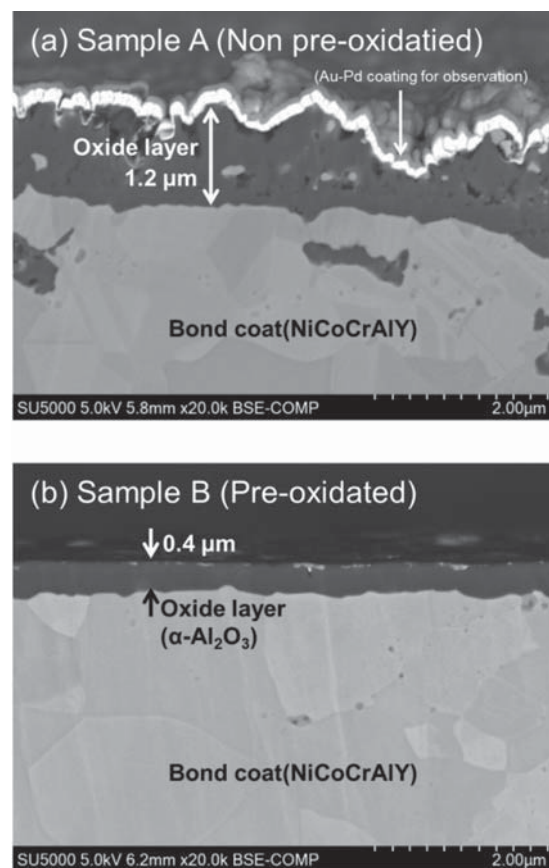 (a) Sample A (Non pre-oxidatied)
(Au-Pd coating for observation)
Oxide layer
1.2 μm
Bond coat(NiCoCrAlY)
SU5000 5.0kV 5.8mm x20.0k BSE-COMP 2.00μm
(b) Sample B (Pre-oxidated)
0.4 μm
Oxide layer
(α-Al₂O₃)
Bond coat(NiCoCrAlY)
SU5000 5.0kV 6.2mm x20.0k BSE-COMP 2.00μm